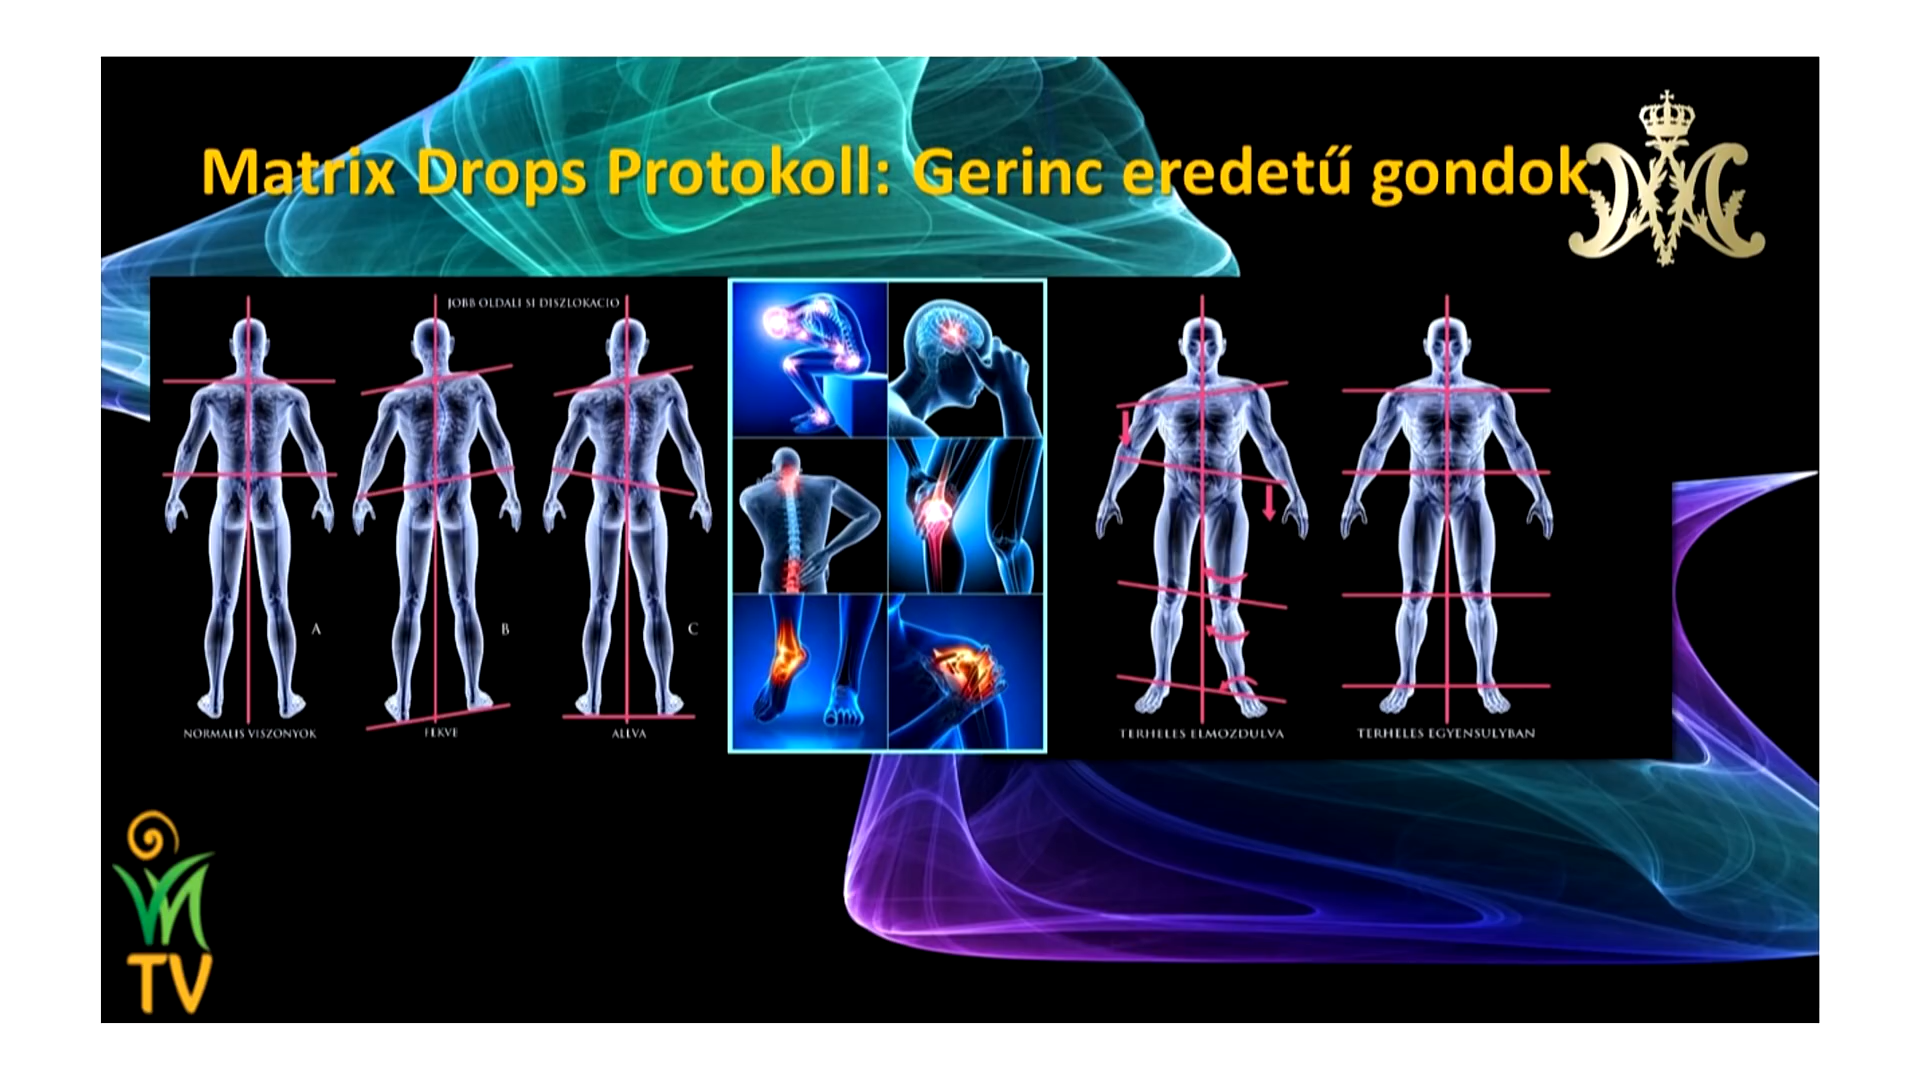 Matrix Drops Protokoll: Gerinc eredetű gondok
JOBB OLDALI SI DISZLOKACIO
A
B
C
NORMALIS VISZONYOK
FEKVE
ALLVA
TERHELES ELMOZDULVA
TERHELES EGYENSULYBAN
VM
TV